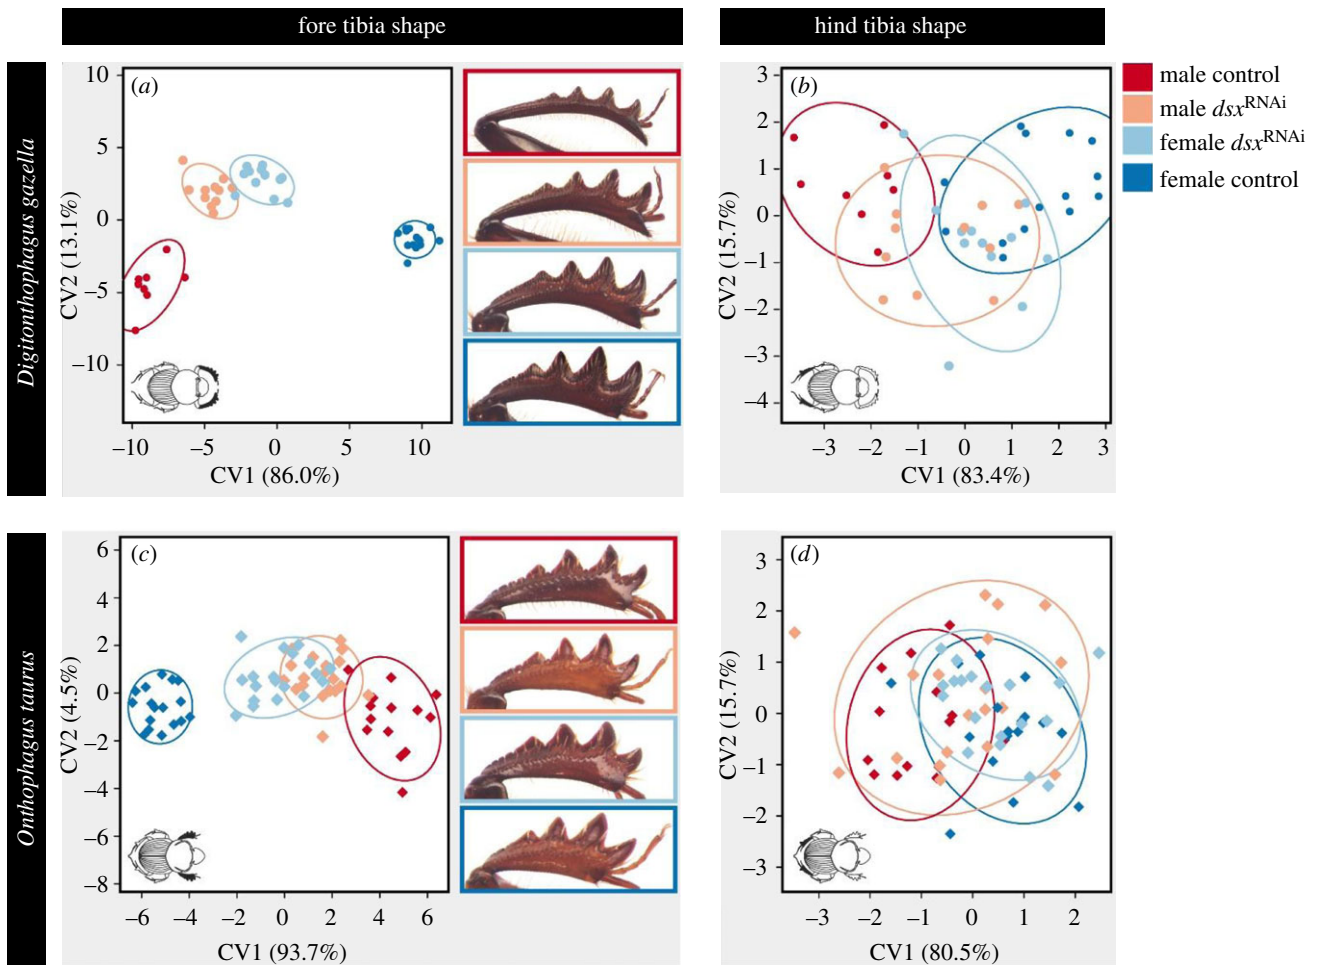 fore tibia shape
hind tibia shape
Digitonthophagus gazella
Onthophagus taurus
(a)
10
5
0
−5
−10
CV2 (13.1%)
−10 −5 0 5 10
CV1 (86.0%)
(b)
3
2
1
0
−1
−2
−3
−4
CV2 (15.7%)
−3 −2 −1 0 1 2 3
CV1 (83.4%)
male control
male dsxRNAi
female dsxRNAi
female control
(c)
6
4
2
0
−2
−4
−6
−8
CV2 (4.5%)
−6 −4 −2 0 2 4 6
CV1 (93.7%)
(d)
3
2
1
0
−1
−2
−3
CV2 (15.7%)
−3 −2 −1 0 1 2
CV1 (80.5%)